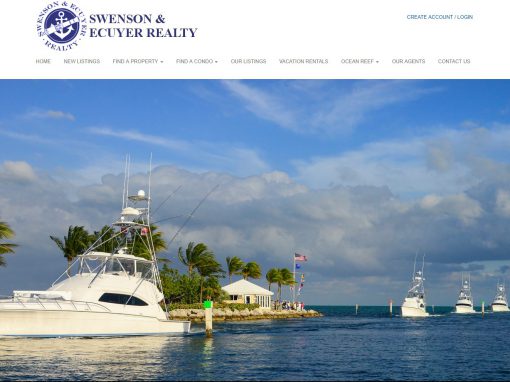 SWENSON & ECUYER REALTY
SWENSON &
ECUYER REALTY
CREATE ACCOUNT / LOGIN
HOME NEW LISTINGS FIND A PROPERTY FIND A CONDO OUR LISTINGS VACATION RENTALS OCEAN REEF OUR AGENTS CONTACT US